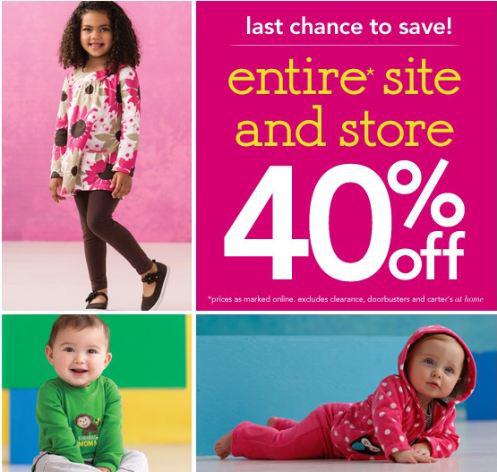 last chance to save!
entire* site
and store
40% off
*prices as marked online. excludes clearance, doorbusters and carter's at home
MOMMY